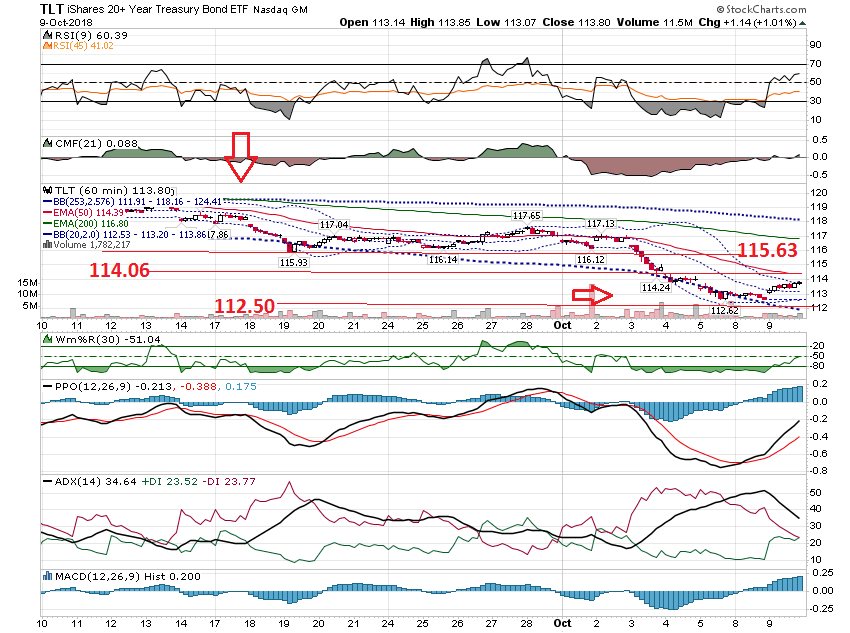 TLT iShares 20+ Year Treasury Bond ETF Nasdaq GM
© StockCharts.com
9-Oct-2018
Open 113.14 High 113.85 Low 113.07 Close 113.80 Volume 11.5M Chg +1.14 (+1.01%)
RSI(9) 60.39
RSI(45) 41.02
90
70
50
30
10
CMF(21) 0.088
0.5
0.0
-0.5
TLT (60 min) 113.80
BB(253,2.576) 111.91 - 118.16 - 124.41
EMA(50) 114.39
EMA(200) 116.80
BB(20,2.0) 112.53 - 113.20 - 113.86
Volume 1,782,217
117.86
117.04
117.65
117.13
115.93
116.14
116.12
114.24
112.62
115.63
114.06
112.50
120
119
118
117
116
115
114
113
112
15M
10M
5M
10 11 12 13 14 17 18 19 20 21 24 25 26 27 28 Oct 2 3 4 5 8 9
Wm%R(30) -51.04
-20
-50
-80
PPO(12,26,9) -0.213, -0.388, 0.175
0.2
0.0
-0.2
-0.4
-0.6
-0.8
ADX(14) 34.64 +DI 23.52 -DI 23.77
50
40
30
20
10
MACD(12,26,9) Hist 0.200
0.25
0.00
-0.25
10 11 12 13 14 17 18 19 20 21 24 25 26 27 28 Oct 2 3 4 5 8 9